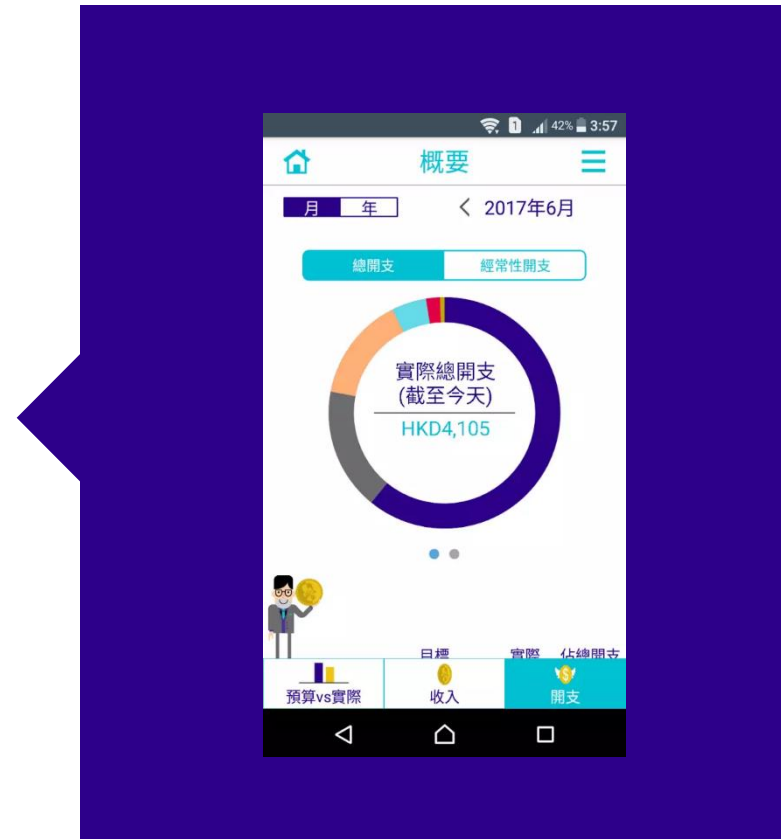 1 42% 3:57
概要
月 年 2017年6月
總開支 經常性開支
實際總開支
(截至今天)
HKD4,105
目標 實際 佔總開支
預算vs實際 收入 開支